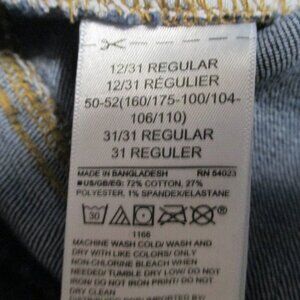 12/31 REGULAR
12/31 RÉGULIER
50-52(160/175-100/104-
106/110)
31/31 REGULAR
31 REGULER
MADE IN BANGLADESH RN 54023
■ US/GB/EG: 72% COTTON, 27%
POLYESTER, 1% SPANDEX/ELASTANE
30
1166
MACHINE WASH COLD/ WASH AND
DRY WITH LIKE COLORS/ ONLY
NON-CHLORINE BLEACH WHEN
NEEDED/ TUMBLE DRY LOW/ DO NOT
IRON/ DO NOT IRON PRINT/ DO NOT
DRY CLEAN